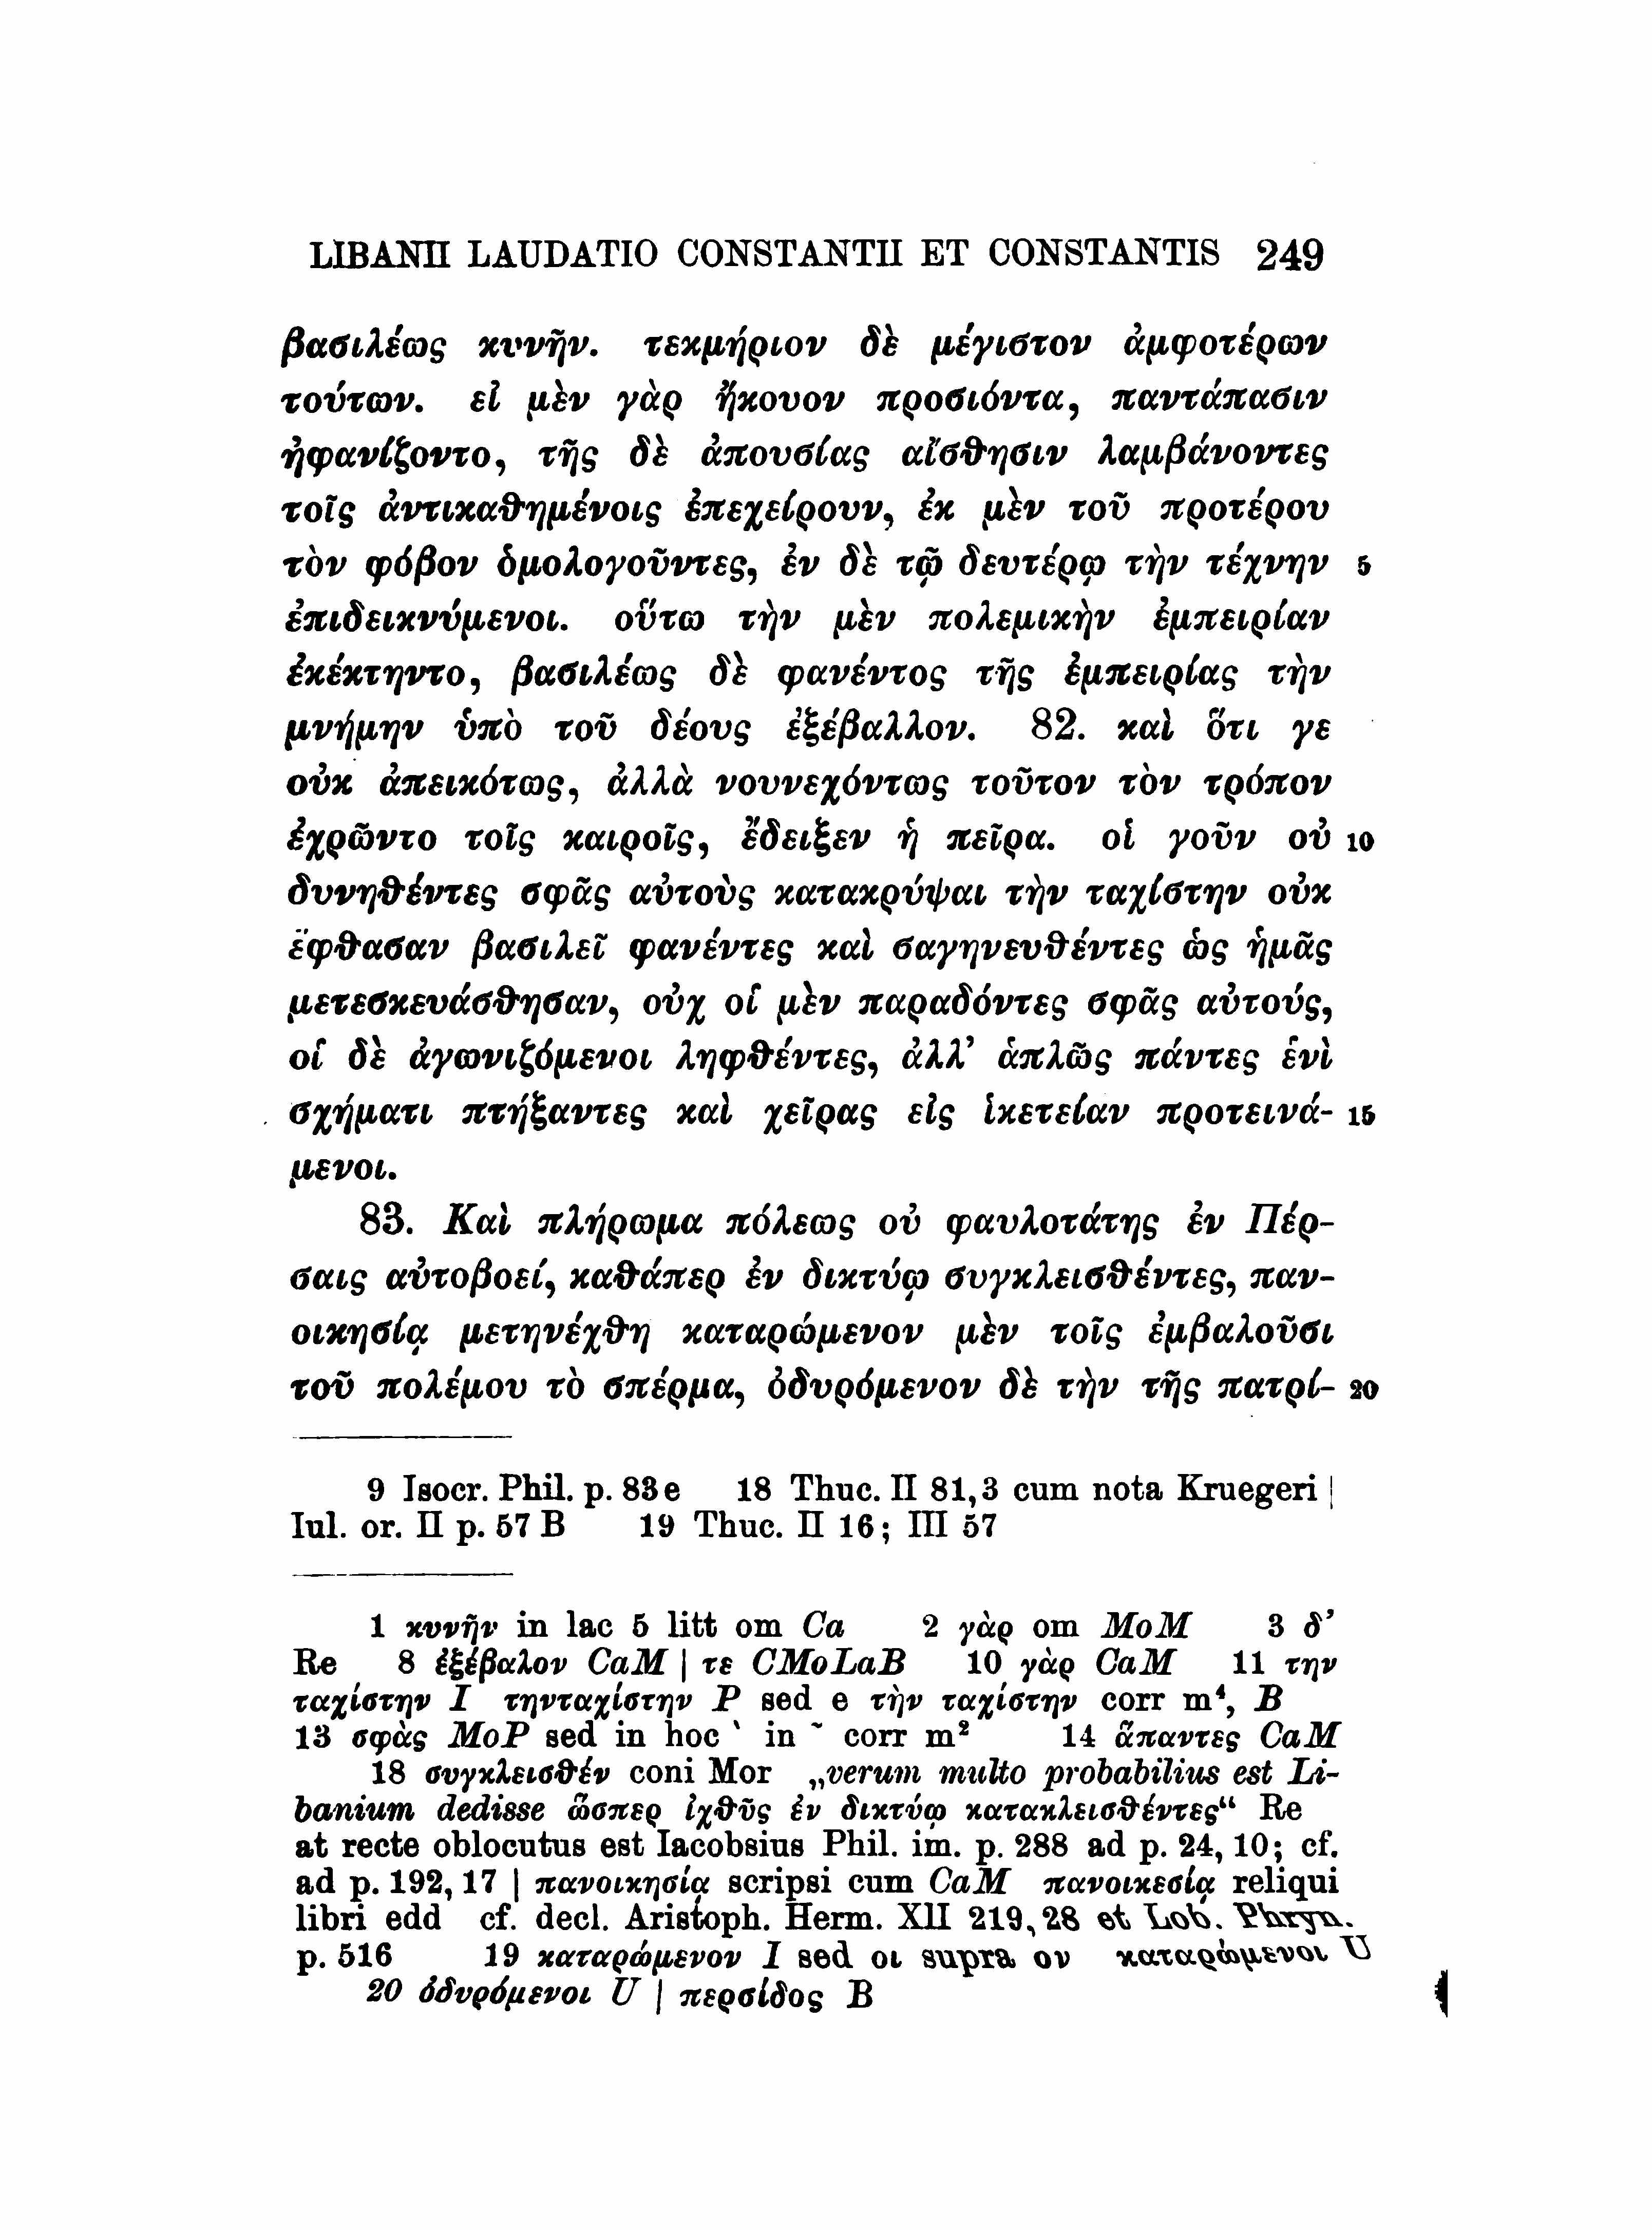 LIBANII LAUDATIO CONSTANTII ET CONSTANTIS 249
βασιλέως κυνῆν. τεκμήριον δὲ μέγιστον ἀμφοτέρων
τούτων. εἰ μὲν γὰρ ἤκουον προσιόντα, παντάπασιν
ἠφανίζοντο, τῆς δὲ ἀπουσίας αἴσθησιν λαμβάνοντες
τοῖς ἀντικαθημένοις ἐπεχείρουν, ἐκ μὲν τοῦ προτέρου
τὸν φόβον ὁμολογοῦντες, ἐν δὲ τῷ δευτέρῳ τὴν τέχνην 5
ἐπιδεικνύμενοι. οὕτω τὴν μὲν πολεμικὴν ἐμπειρίαν
ἐκέκτηντο, βασιλέως δὲ φανέντος τῆς ἐμπειρίας τὴν
μνήμην ὑπὸ τοῦ δέους ἐξέβαλλον. 82. καὶ ὅτι γε
οὐκ ἀπεικότως, ἀλλὰ νουνεχόντως τοῦτον τὸν τρόπον
ἐχρῶντο τοῖς καιροῖς, ἔδειξεν ἡ πεῖρα. οἱ γοῦν οὐ 10
δυνηθέντες σφᾶς αὐτοὺς κατακρύψαι τὴν ταχίστην οὐκ
ἔφθασαν βασιλεῖ φανέντες καὶ σαγηνευθέντες ὡς ἡμᾶς
μετεσκευάσθησαν, οὐχ οἱ μὲν παραδόντες σφᾶς αὐτούς,
οἱ δὲ ἀγωνιζόμενοι ληφθέντες, ἀλλ’ ἁπλῶς πάντες ἑνὶ
σχήματι πτήξαντες καὶ χεῖρας εἰς ἱκετείαν προτεινά- 15
μενοι.
83. Καὶ πλήρωμα πόλεως οὐ φαυλοτάτης ἐν Πέρ-
σαις αὐτοβοεί, καθάπερ ἐν δικτύῳ συγκλεισθέντες, παν-
οικησίᾳ μετηνέχθη καταρώμενον μὲν τοῖς ἐμβαλοῦσι
τοῦ πολέμου τὸ σπέρμα, ὀδυρόμενον δὲ τὴν τῆς πατρί- 20
9 Isocr. Phil. p. 83e 18 Thuc. II 81,3 cum nota Kruegeri |
Iul. or. II p. 57 B 19 Thuc. II 16; III 57
1 κυνῆν in lac 5 litt om Ca 2 γὰρ om MoM 3 δ’
Re 8 ἐξέβαλον CaM | τε CMoLaB 10 γὰρ CaM 11 την
ταχίστην I τηνταχίστην P sed e τὴν ταχίστην corr m⁴, B
13 σφὰς MoP sed in hoc ` in ~ corr m² 14 ἅπαντες CaM
18 συγκλεισθέν coni Mor „verum multo probabilius est Li-
banium dedisse ὥσπερ ἰχθῦς ἐν δικτύῳ κατακλεισθέντες“ Re
at recte oblocutus est Iacobsius Phil. im. p. 288 ad p. 24, 10; cf.
ad p. 192, 17 | πανοικησίᾳ scripsi cum CaM πανοικεσίᾳ reliqui
libri edd cf. decl. Aristoph. Herm. XII 219, 28 et Lob. Phryn.
p. 516 19 καταρώμενον I sed οι supra ον καταρώμενοι U
20 ὀδυρόμενοι U | περσίδος B